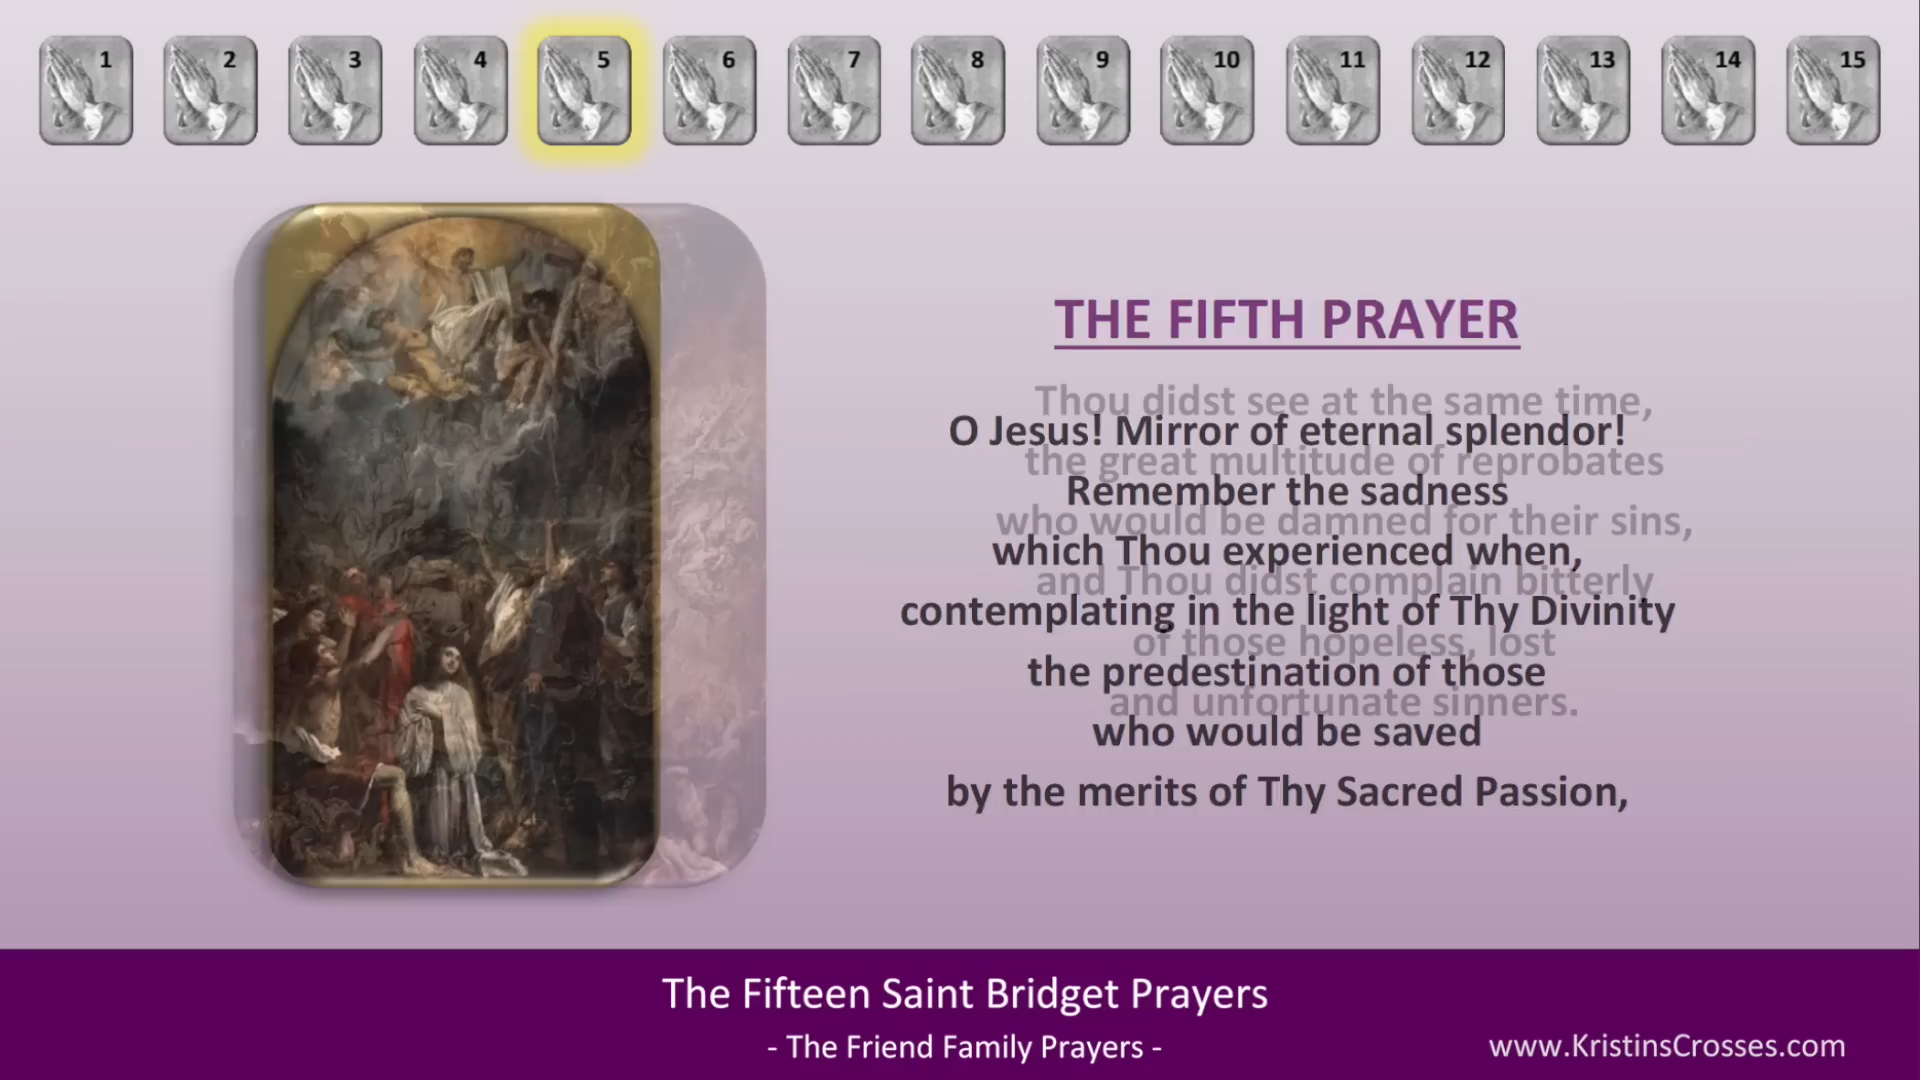 1 2 3 4 5 6 7 8 9 10 11 12 13 14 15
THE FIFTH PRAYER
O Jesus! Mirror of eternal splendor!
Remember the sadness
which Thou experienced when,
contemplating in the light of Thy Divinity
the predestination of those
who would be saved
by the merits of Thy Sacred Passion,
Thou didst see at the same time,
the great multitude of reprobates
who would be damned for their sins,
and Thou didst complain bitterly
of those hopeless, lost
and unfortunate sinners.
The Fifteen Saint Bridget Prayers
- The Friend Family Prayers -
www.KristinsCrosses.com